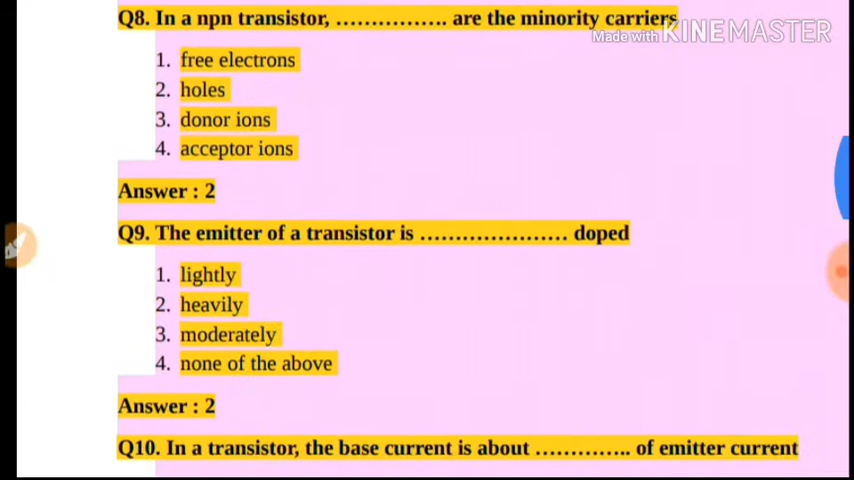 Q8. In a npn transistor, ……………. are the minority carriers
Made with KINEMASTER
1. free electrons
2. holes
3. donor ions
4. acceptor ions
Answer : 2
Q9. The emitter of a transistor is ………………… doped
1. lightly
2. heavily
3. moderately
4. none of the above
Answer : 2
Q10. In a transistor, the base current is about ………….. of emitter current